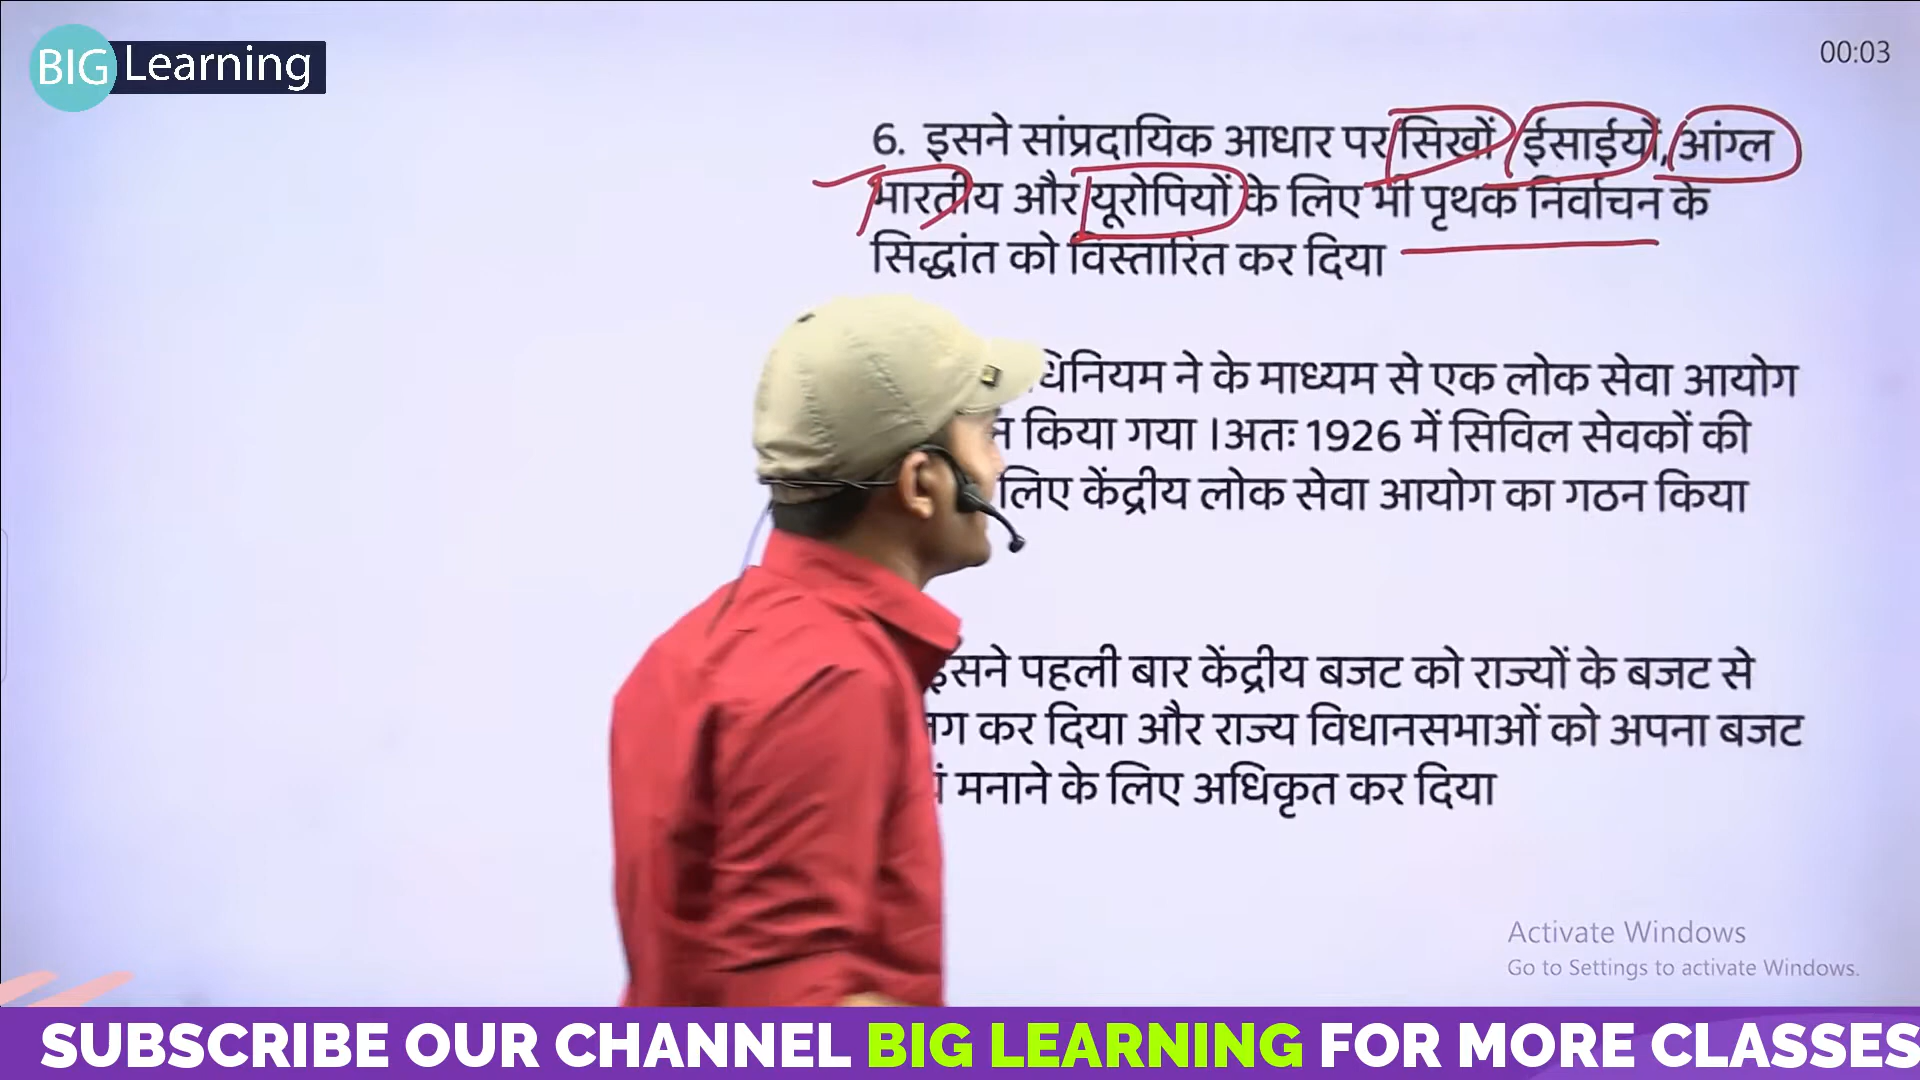 BIG Learning
00:03
6. इसने सांप्रदायिक आधार पर सिखों ईसाईयों, आंग्ल
भारतीय और यूरोपियों के लिए भी पृथक निर्वाचन के
सिद्धांत को विस्तारित कर दिया
ने के माध्यम से एक लोक सेवा आयोग
किया गया ।अतः 1926 में सिविल सेवकों की
लिए केंद्रीय लोक सेवा आयोग का गठन किया
इसने पहली बार केंद्रीय बजट को राज्यों के बजट से
कर दिया और राज्य विधानसभाओं को अपना बजट
मनाने के लिए अधिकृत कर दिया
Activate Windows
Go to Settings to activate Windows.
SUBSCRIBE OUR CHANNEL BIG LEARNING FOR MORE CLASSES